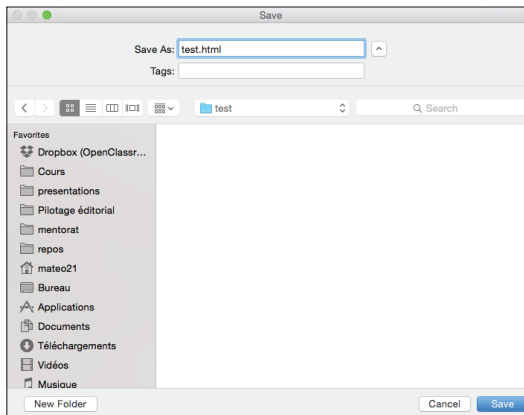 Save
Save As: test.html
Tags:
test
Search
Favorites
Dropbox (OpenClassr...
Cours
presentations
Pilotage éditorial
mentorat
repos
mateo21
Bureau
Applications
Documents
Téléchargements
Vidéos
Musique
New Folder
Cancel
Save